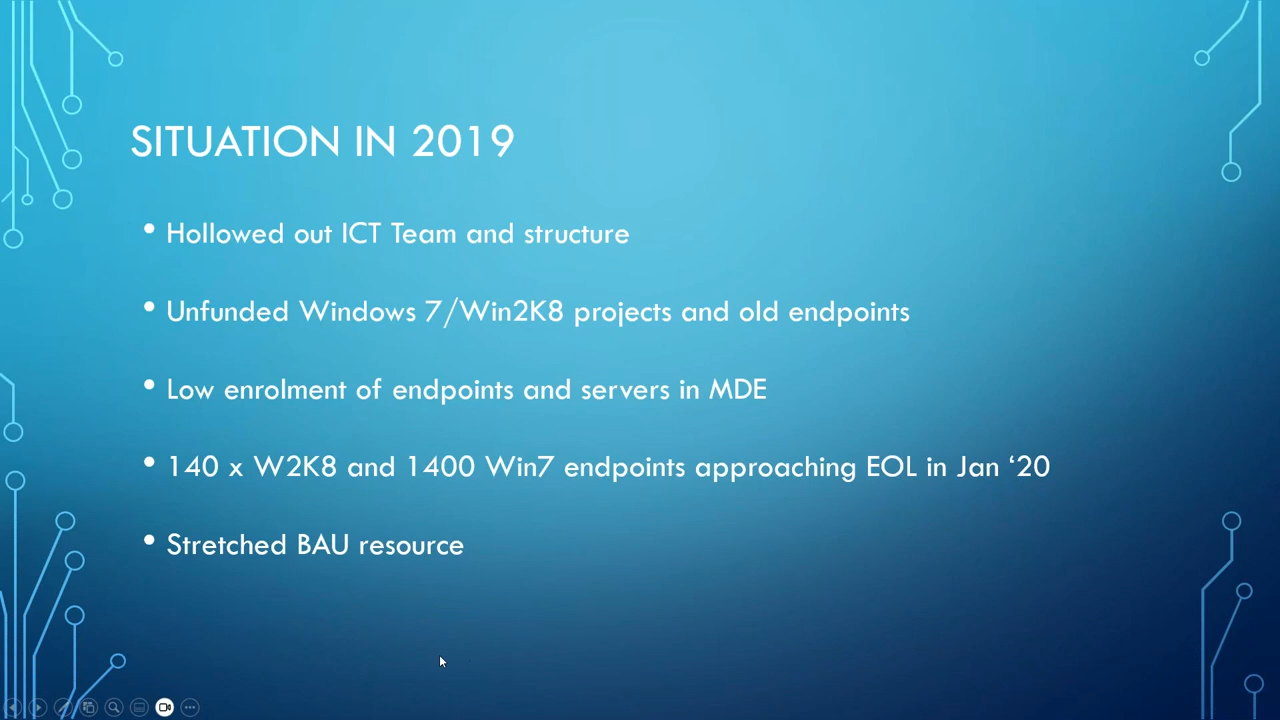 SITUATION IN 2019
• Hollowed out ICT Team and structure
• Unfunded Windows 7/Win2K8 projects and old endpoints
• Low enrolment of endpoints and servers in MDE
• 140 x W2K8 and 1400 Win7 endpoints approaching EOL in Jan ‘20
• Stretched BAU resource